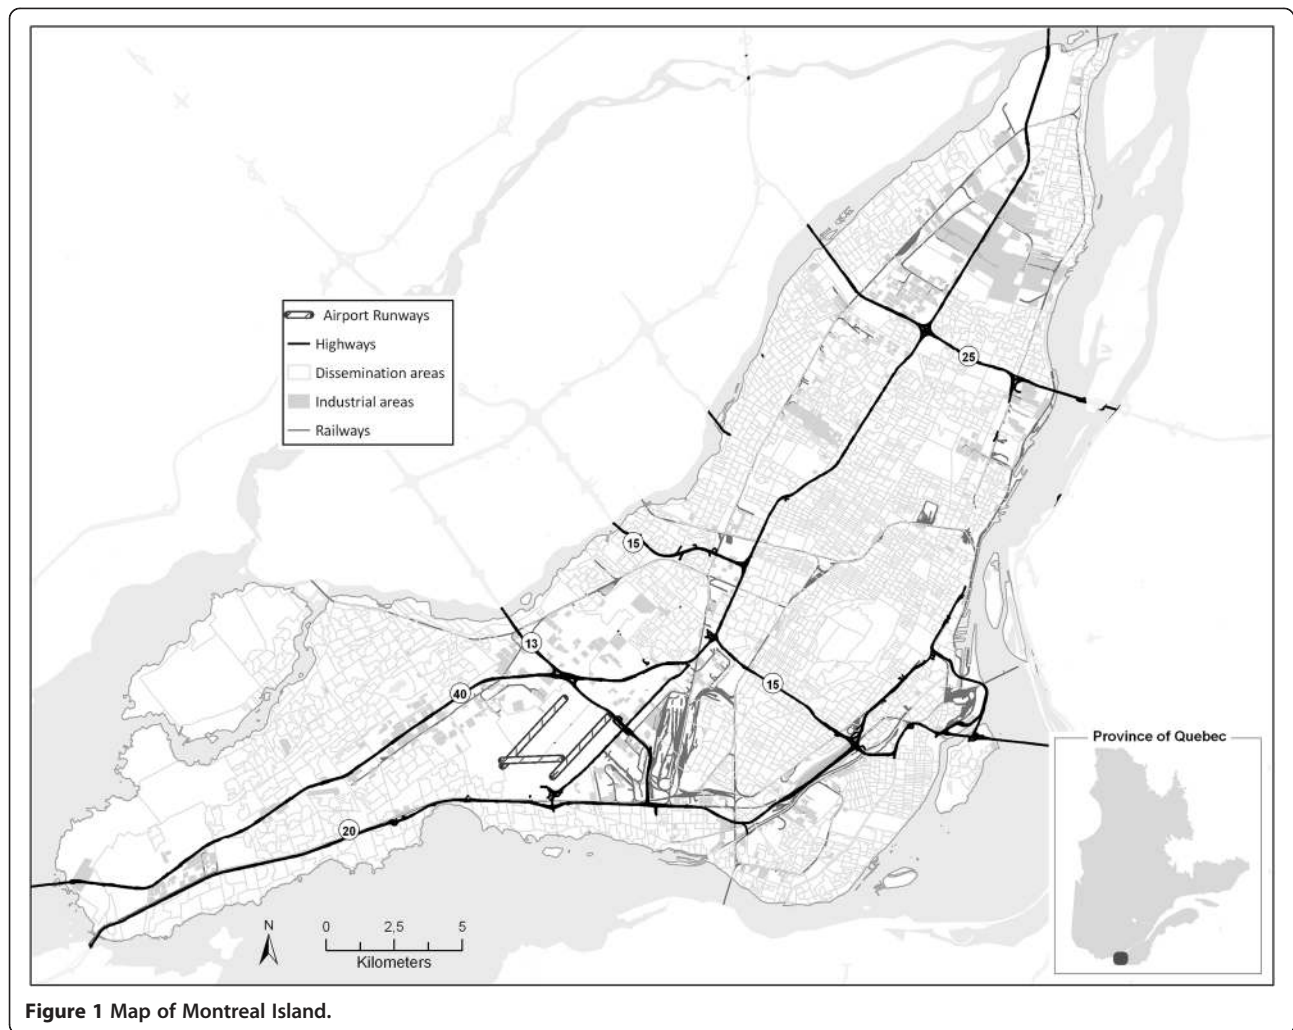 25
Airport Runways
Highways
Dissemination areas
Industrial areas
Railways
15
13
40
15
20
Province of Quebec
N
0 2,5 5
Kilometers
Figure 1 Map of Montreal Island.